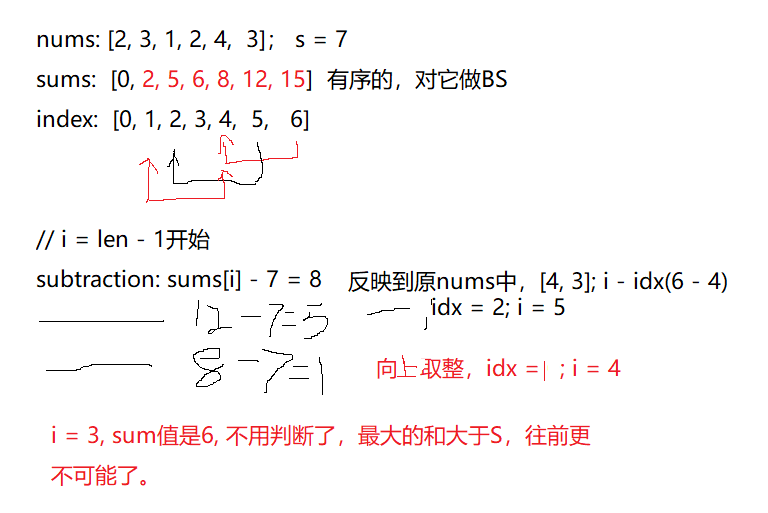 nums: [2, 3, 1, 2, 4, 3]; s = 7
sums: [0, 2, 5, 6, 8, 12, 15] 有序的，对它做BS
index: [0, 1, 2, 3, 4, 5, 6]
// i = len - 1开始
subtraction: sums[i] - 7 = 8 反映到原nums中，[4, 3]; i - idx(6 - 4)
12 - 7 = 5 idx = 2; i = 5
8 - 7 = 1 向上取整，idx = 1 ; i = 4
i = 3, sum值是6, 不用判断了，最大的和大于S，往前更
不可能了。